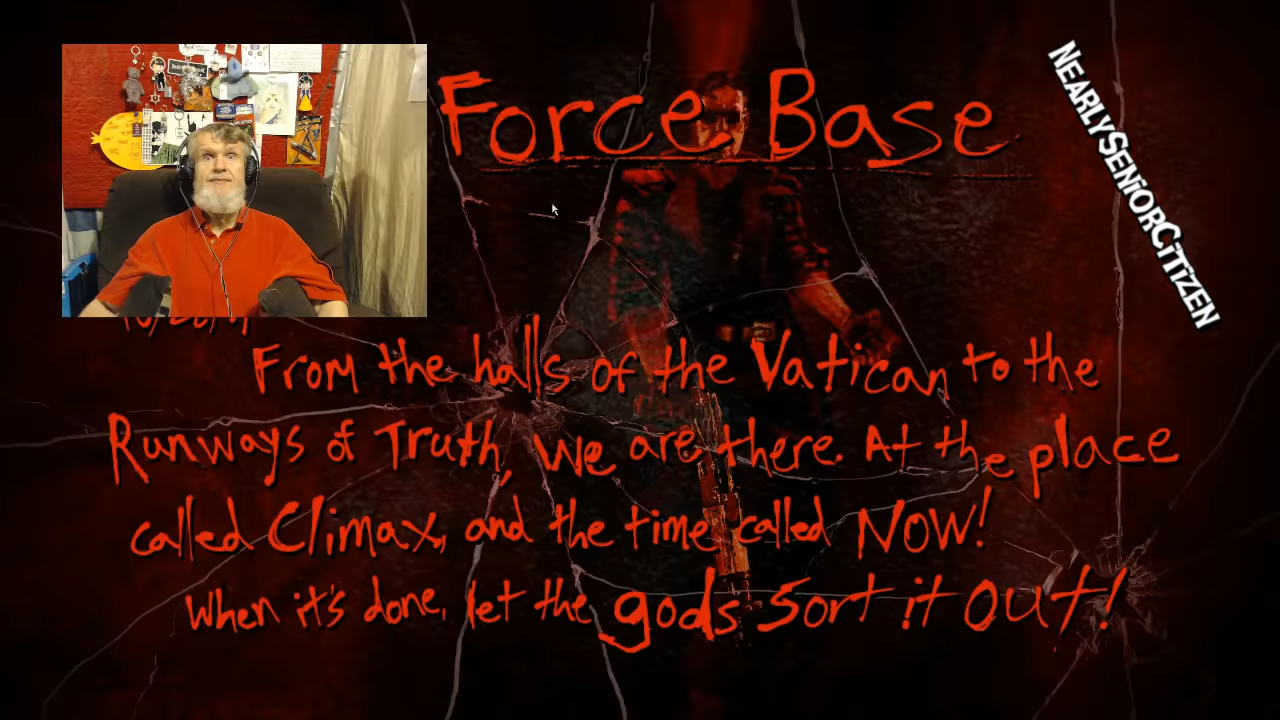 Force Base
NEARLYSENiORCiTiZEN
From the halls of the Vatican to the
Runways of Truth, we are there. At the place
called Climax, and the time called NOW!
When it's done, let the gods sort it out!